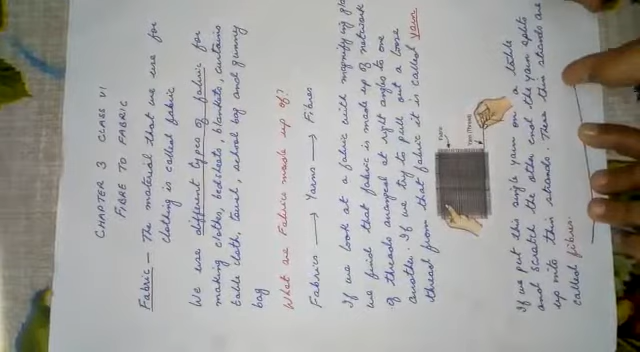 CHAPTER 3 CLASS VI
FIBRE TO FABRIC
Fabric - The material that we use for
clothing is called fabric
We use different types of fabric for
making clothes, bedsheets, blankets, curtains
table cloth, towel, school bag and gunny
bag
What are Fabrics made up of?
Fabrics → Yarns → Fibres
If we look at a fabric with magnifying
we find that fabric is made up of network
of threads arranged at right angles to one
another. If we try to pull out a loose
thread from that fabric it is called yarn
Fabric
Yarn (Thread)
If we put this single yarn on a table
and scratch the other end the yarn splits
up into thin strands. These thin strands are
called fibres.